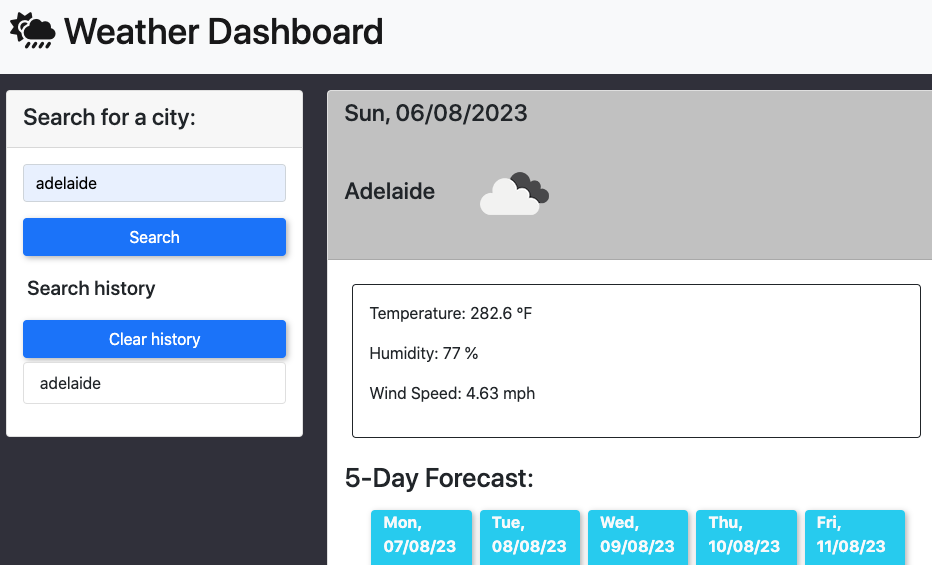 Weather Dashboard
Search for a city:
adelaide
Search
Search history
Clear history
adelaide
Sun, 06/08/2023
Adelaide
Temperature: 282.6 °F
Humidity: 77 %
Wind Speed: 4.63 mph
5-Day Forecast:
Mon,
07/08/23
Tue,
08/08/23
Wed,
09/08/23
Thu,
10/08/23
Fri,
11/08/23